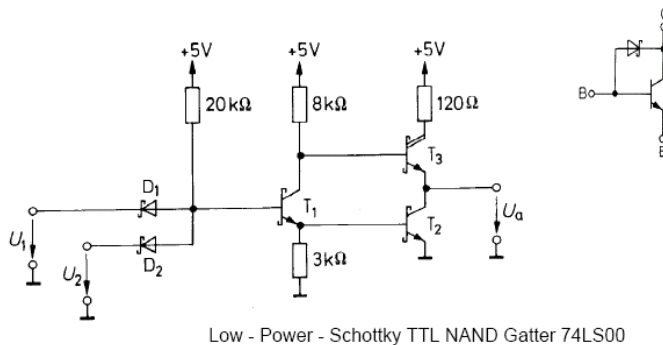 +5V
+5V
+5V
20kΩ
8kΩ
120Ω
B
D1
T3
T1
T2
U1
U2
D2
3kΩ
Ua
Low - Power - Schottky TTL NAND Gatter 74LS00